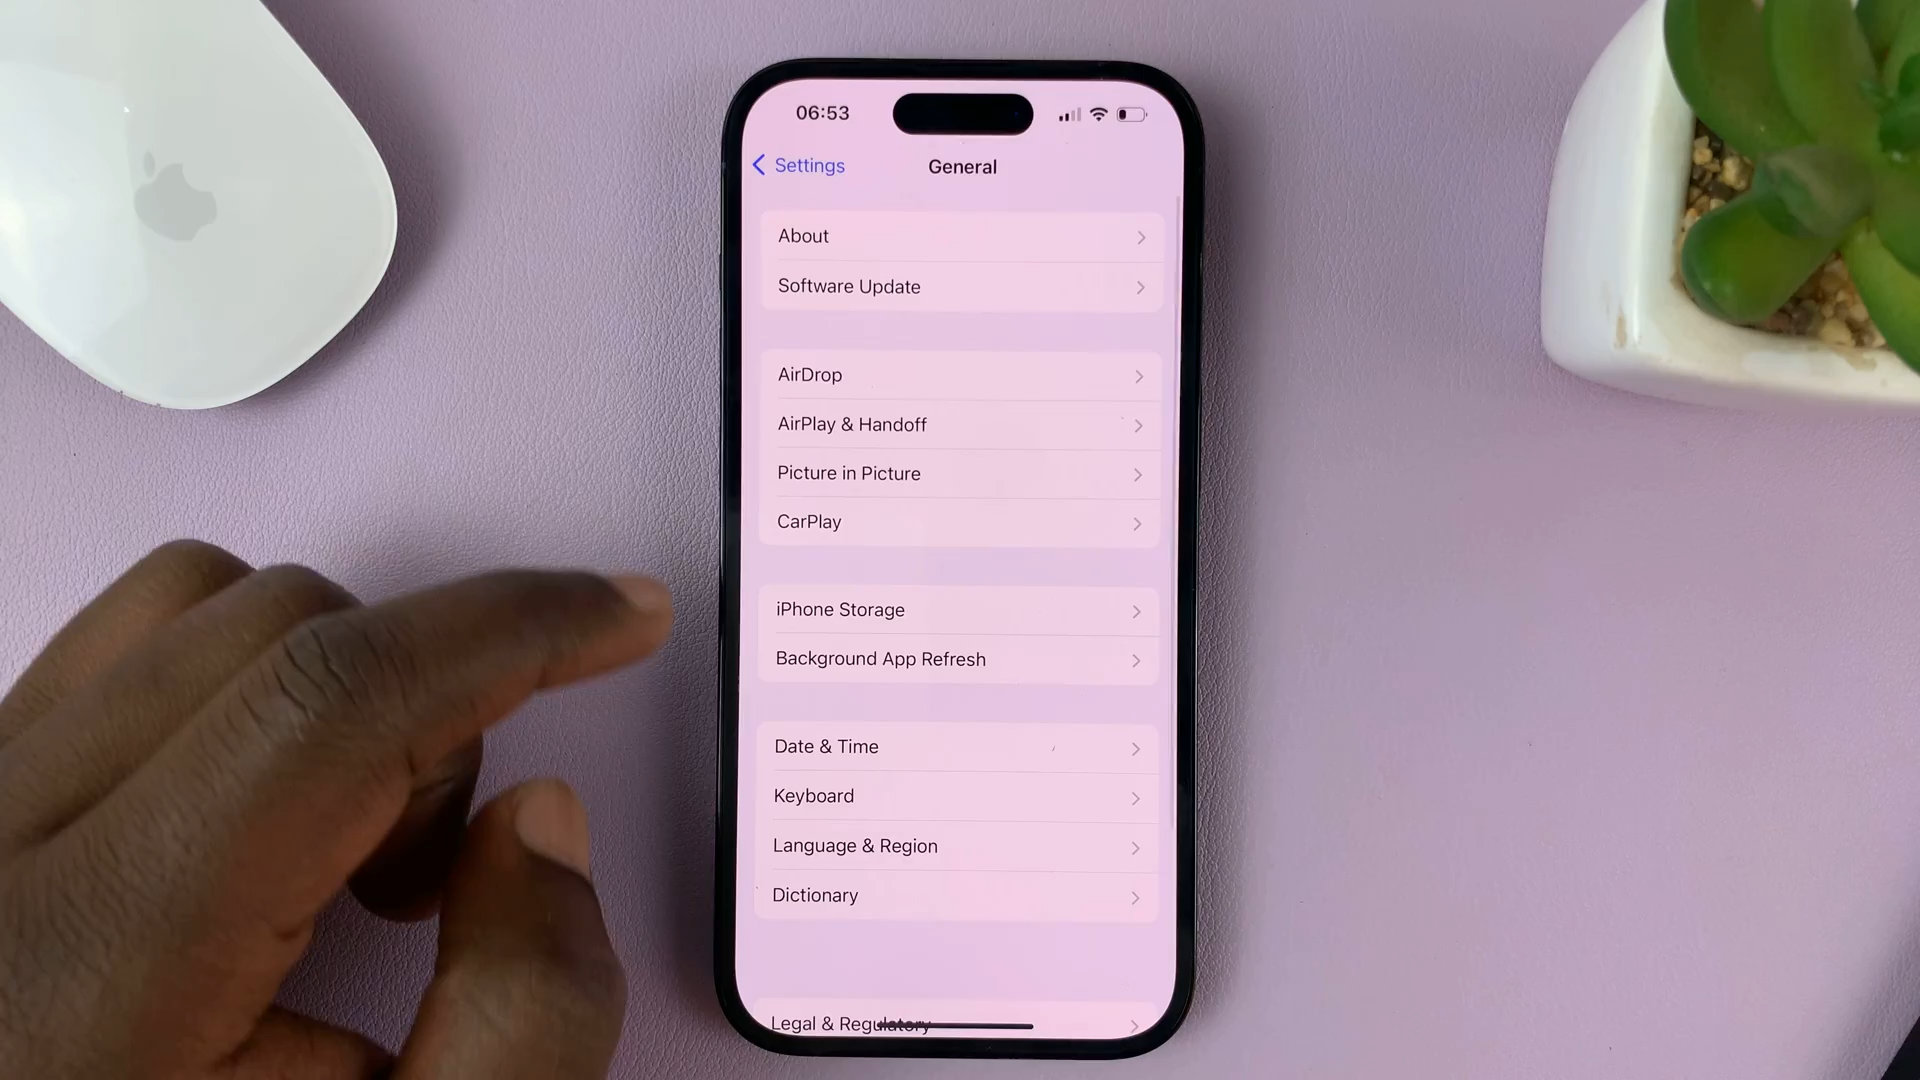 06:53
Settings
General
About
Software Update
AirDrop
AirPlay & Handoff
Picture in Picture
CarPlay
iPhone Storage
Background App Refresh
Date & Time
Keyboard
Language & Region
Dictionary
Legal & Regulatory